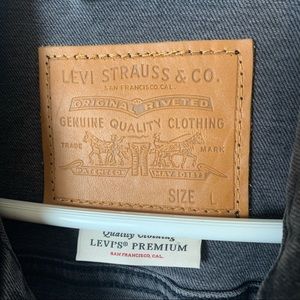 LEVI STRAUSS & CO.
SAN FRANCISCO, CAL.
ORIGINAL RIVETED
GENUINE QUALITY CLOTHING
TRADE MARK
PATENTED MAY 20 1873
SIZE L
Quality Clothing
LEVI'S® PREMIUM
SAN FRANCISCO, CAL.